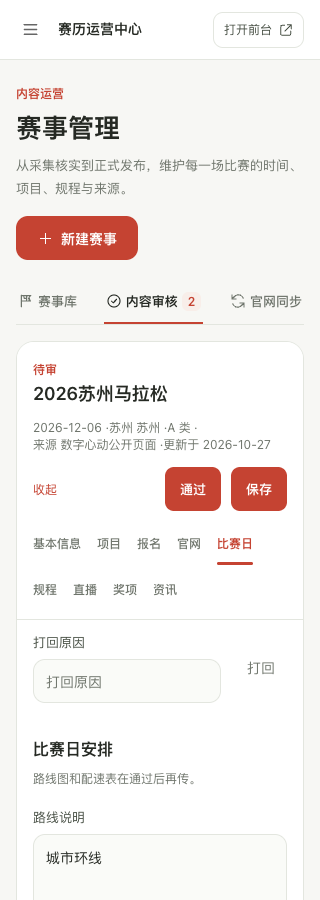 赛历运营中心
打开前台
内容运营
赛事管理
从采集核实到正式发布，维护每一场比赛的时间、
项目、规程与来源。
新建赛事
赛事库
内容审核 2
官网同步
待审
2026苏州马拉松
2026-12-06 ·苏州 苏州 ·A 类 ·
来源 数字心动公开页面 ·更新于 2026-10-27
收起
通过
保存
基本信息 项目 报名 官网 比赛日
规程 直播 奖项 资讯
打回原因
打回原因
打回
比赛日安排
路线图和配速表在通过后再传。
路线说明
城市环线